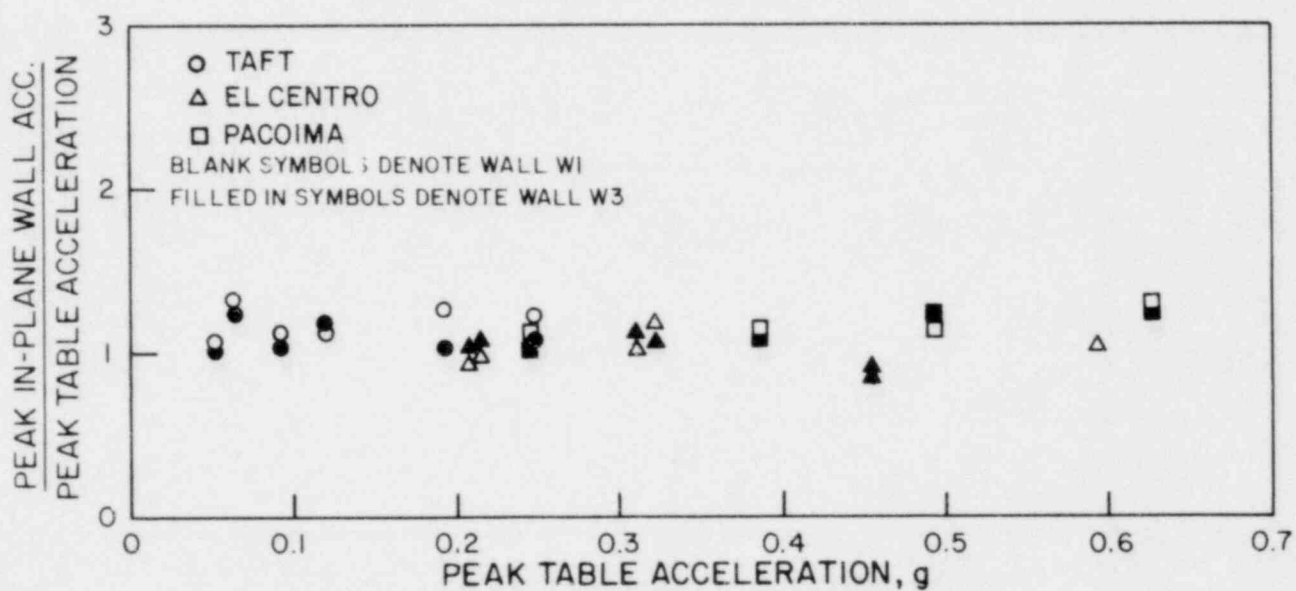 PEAK IN-PLANE WALL ACC.
PEAK TABLE ACCELERATION
3
2
1
0
○ TAFT
△ EL CENTRO
□ PACOIMA
BLANK SYMBOLS DENOTE WALL W1
FILLED IN SYMBOLS DENOTE WALL W3
0 0.1 0.2 0.3 0.4 0.5 0.6 0.7
PEAK TABLE ACCELERATION, g